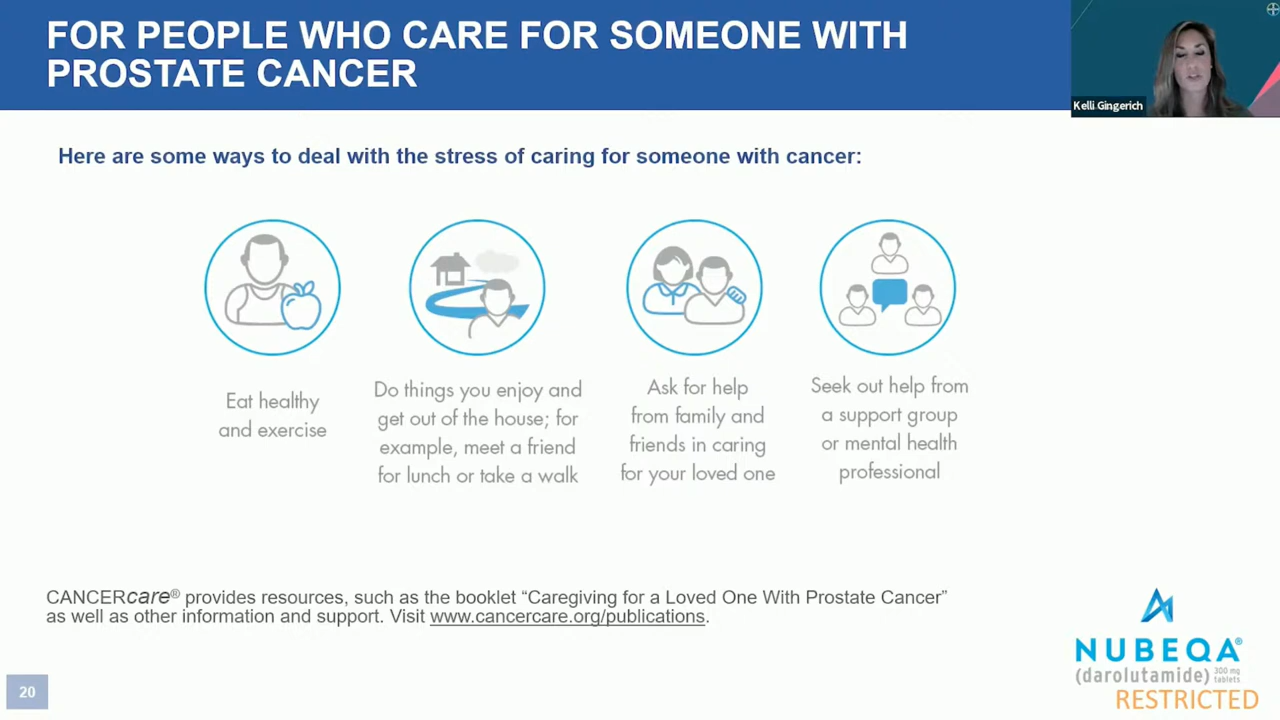 FOR PEOPLE WHO CARE FOR SOMEONE WITH
PROSTATE CANCER
Kelli Gingerich
Here are some ways to deal with the stress of caring for someone with cancer:
Eat healthy
and exercise
Do things you enjoy and
get out of the house; for
example, meet a friend
for lunch or take a walk
Ask for help
from family and
friends in caring
for your loved one
Seek out help from
a support group
or mental health
professional
CANCERcare® provides resources, such as the booklet “Caregiving for a Loved One With Prostate Cancer”
as well as other information and support. Visit www.cancercare.org/publications.
NUBEQA®
(darolutamide) 300 mg
tablets
RESTRICTED
20